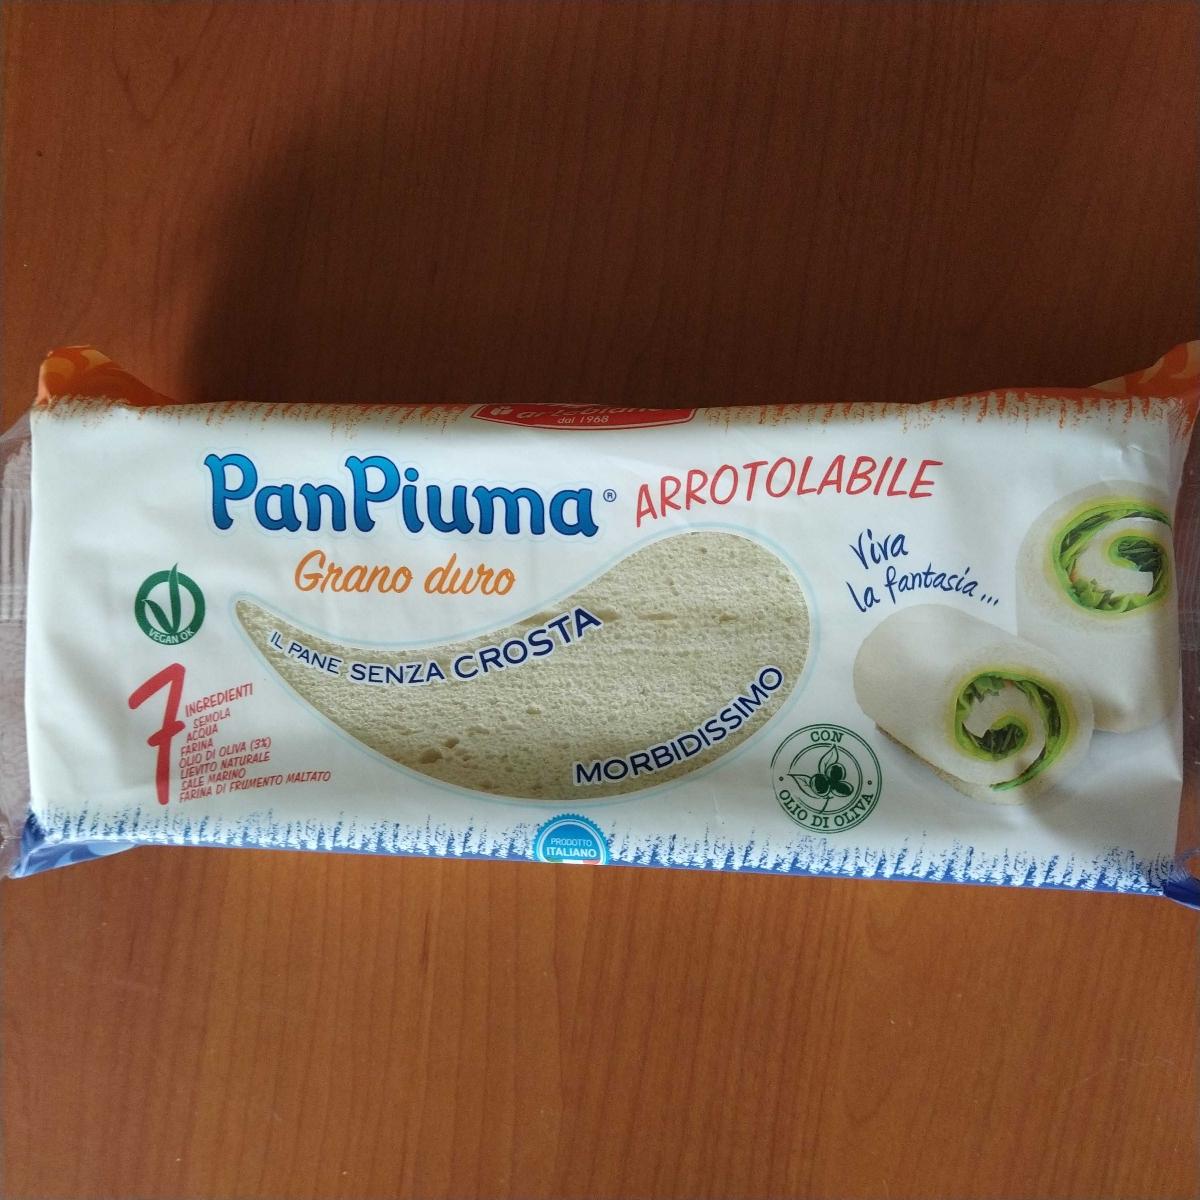 dal 1968
PanPiuma®
ARROTOLABILE
Grano duro
Viva
la fantasia...
VEGAN OK
IL PANE SENZA CROSTA
MORBIDISSIMO
7
INGREDIENTI
SEMOLA
ACQUA
FARINA
OLIO DI OLIVA (3%)
LIEVITO NATURALE
SALE MARINO
FARINA DI FRUMENTO MALTATO
CON
OLIO DI OLIVA
PRODOTTO
ITALIANO